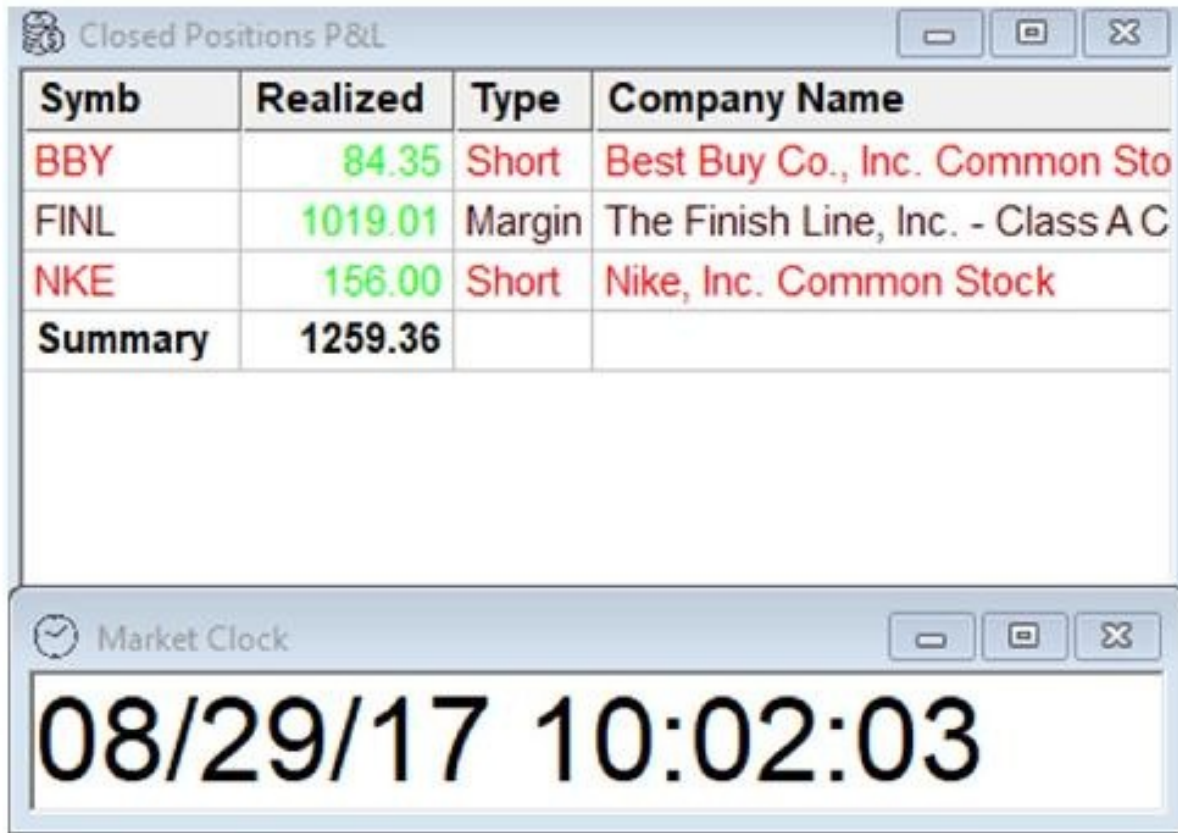 Closed Positions P&L
Symb Realized Type Company Name
BBY 84.35 Short Best Buy Co., Inc. Common Sto
FINL 1019.01 Margin The Finish Line, Inc. - Class A C
NKE 156.00 Short Nike, Inc. Common Stock
Summary 1259.36
Market Clock
08/29/17 10:02:03